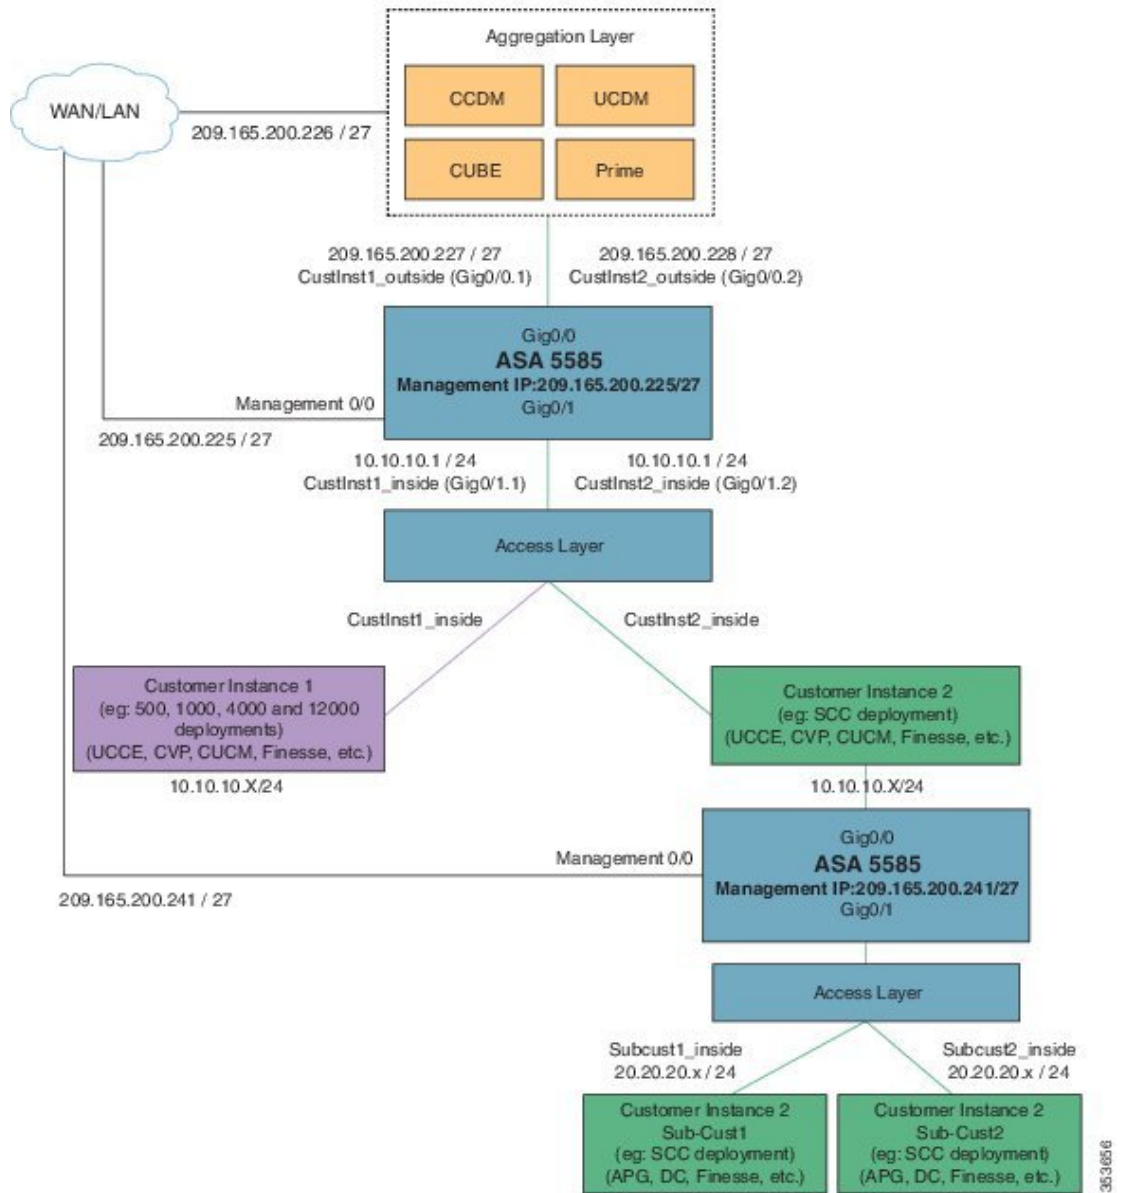 Aggregation Layer
CCDM
UCDM
WAN/LAN
209.165.200.226 / 27
CUBE
Prime
209.165.200.227 / 27
CustInst1_outside (Gig0/0.1)
209.165.200.228 / 27
CustInst2_outside (Gig0/0.2)
Gig0/0
ASA 5585
Management IP:209.165.200.225/27
Gig0/1
Management 0/0
209.165.200.225 / 27
10.10.10.1 / 24
CustInst1_inside (Gig0/1.1)
10.10.10.1 / 24
CustInst2_inside (Gig0/1.2)
Access Layer
CustInst1_inside
CustInst2_inside
Customer Instance 1
(eg: 500, 1000, 4000 and 12000
deployments)
(UCCE, CVP, CUCM, Finesse, etc.)
10.10.10.X/24
Customer Instance 2
(eg: SCC deployment)
(UCCE, CVP, CUCM, Finesse, etc.)
10.10.10.X/24
Gig0/0
ASA 5585
Management IP:209.165.200.241/27
Gig0/1
Management 0/0
209.165.200.241 / 27
Access Layer
Subcust1_inside
20.20.20.x / 24
Subcust2_inside
20.20.20.x / 24
Customer Instance 2
Sub-Cust1
(eg: SCC deployment)
(APG, DC, Finesse, etc.)
Customer Instance 2
Sub-Cust2
(eg: SCC deployment)
(APG, DC, Finesse, etc.)
353656